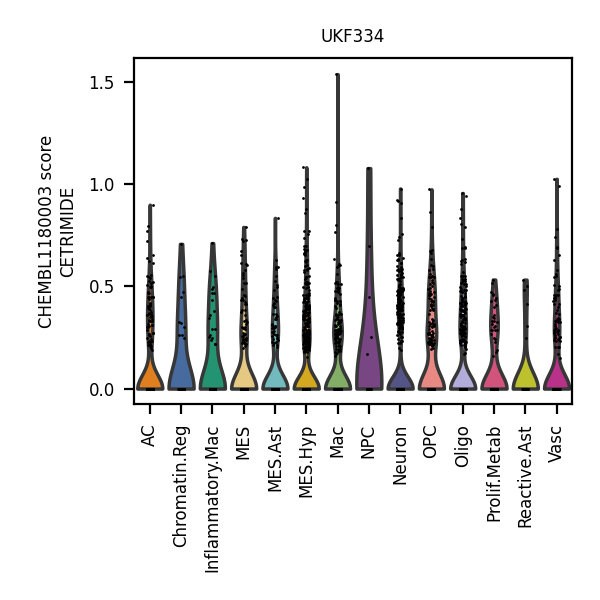 UKF334
CHEMBL1180003 score
CETRIMIDE
1.5
1.0
0.5
0.0
AC
Chromatin.Reg
Inflammatory.Mac
MES
MES.Ast
MES.Hyp
Mac
NPC
Neuron
OPC
Oligo
Prolif.Metab
Reactive.Ast
Vasc